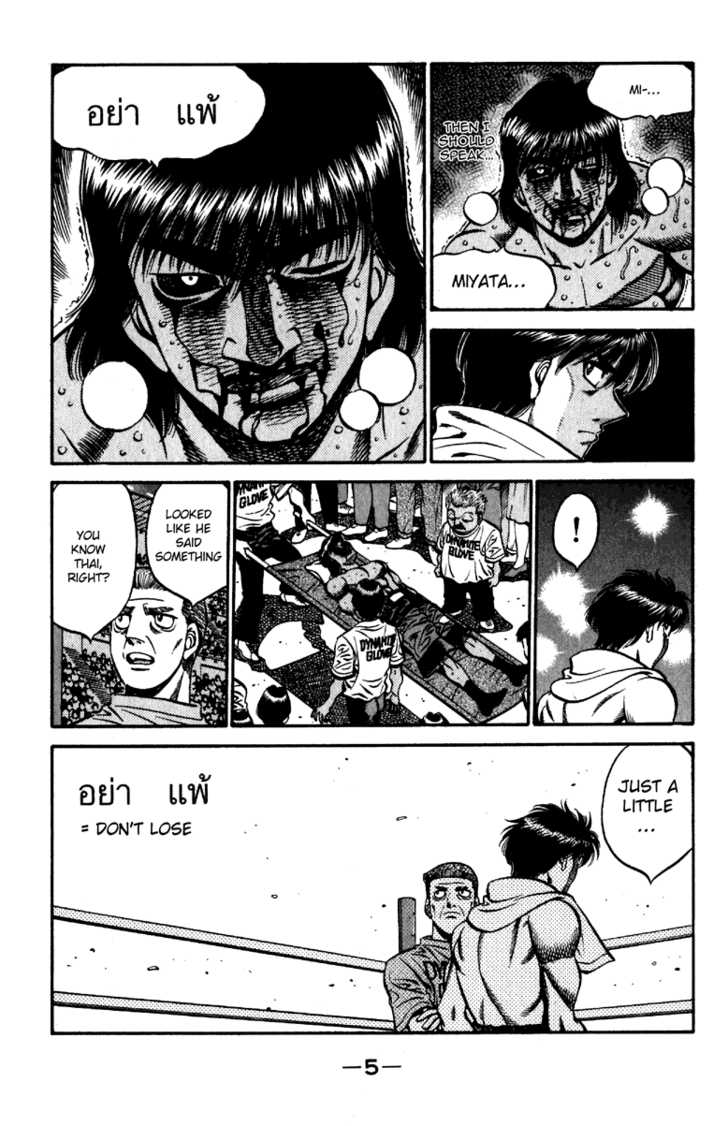 MI-...
THEN I
SHOULD
SPEAK...
MIYATA...
อย่า แพ้
!
DYNAMITE
GLOVE
DYNAMITE
GLOVE
LOOKED
LIKE HE
SAID
SOMETHING
YOU
KNOW
THAI,
RIGHT?
JUST A
LITTLE
...
อย่า แพ้
= DON'T LOSE
—5—